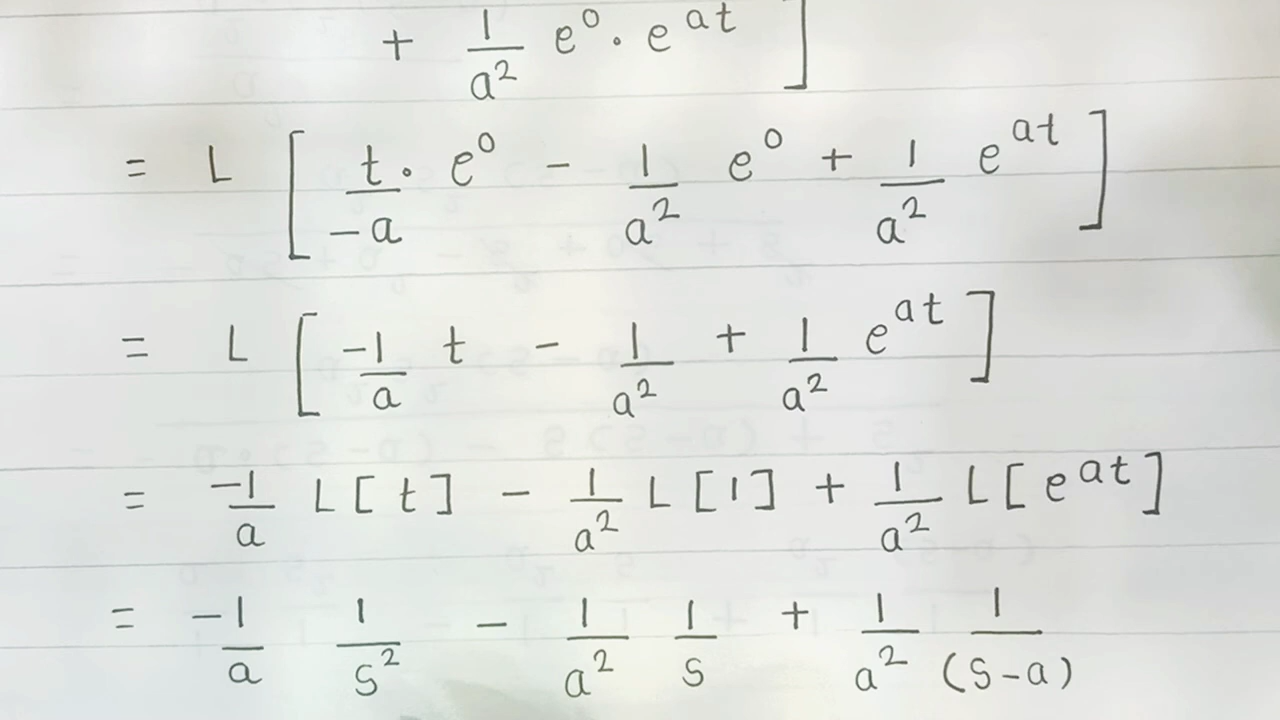 + 1/a² e⁰ · e^{at} ]
= L [ t/-a · e⁰ - 1/a² e⁰ + 1/a² e^{at} ]
= L [ -1/a t - 1/a² + 1/a² e^{at} ]
= -1/a L[t] - 1/a² L[1] + 1/a² L[e^{at}]
= -1/a 1/s² - 1/a² 1/s + 1/a² 1/(s-a)